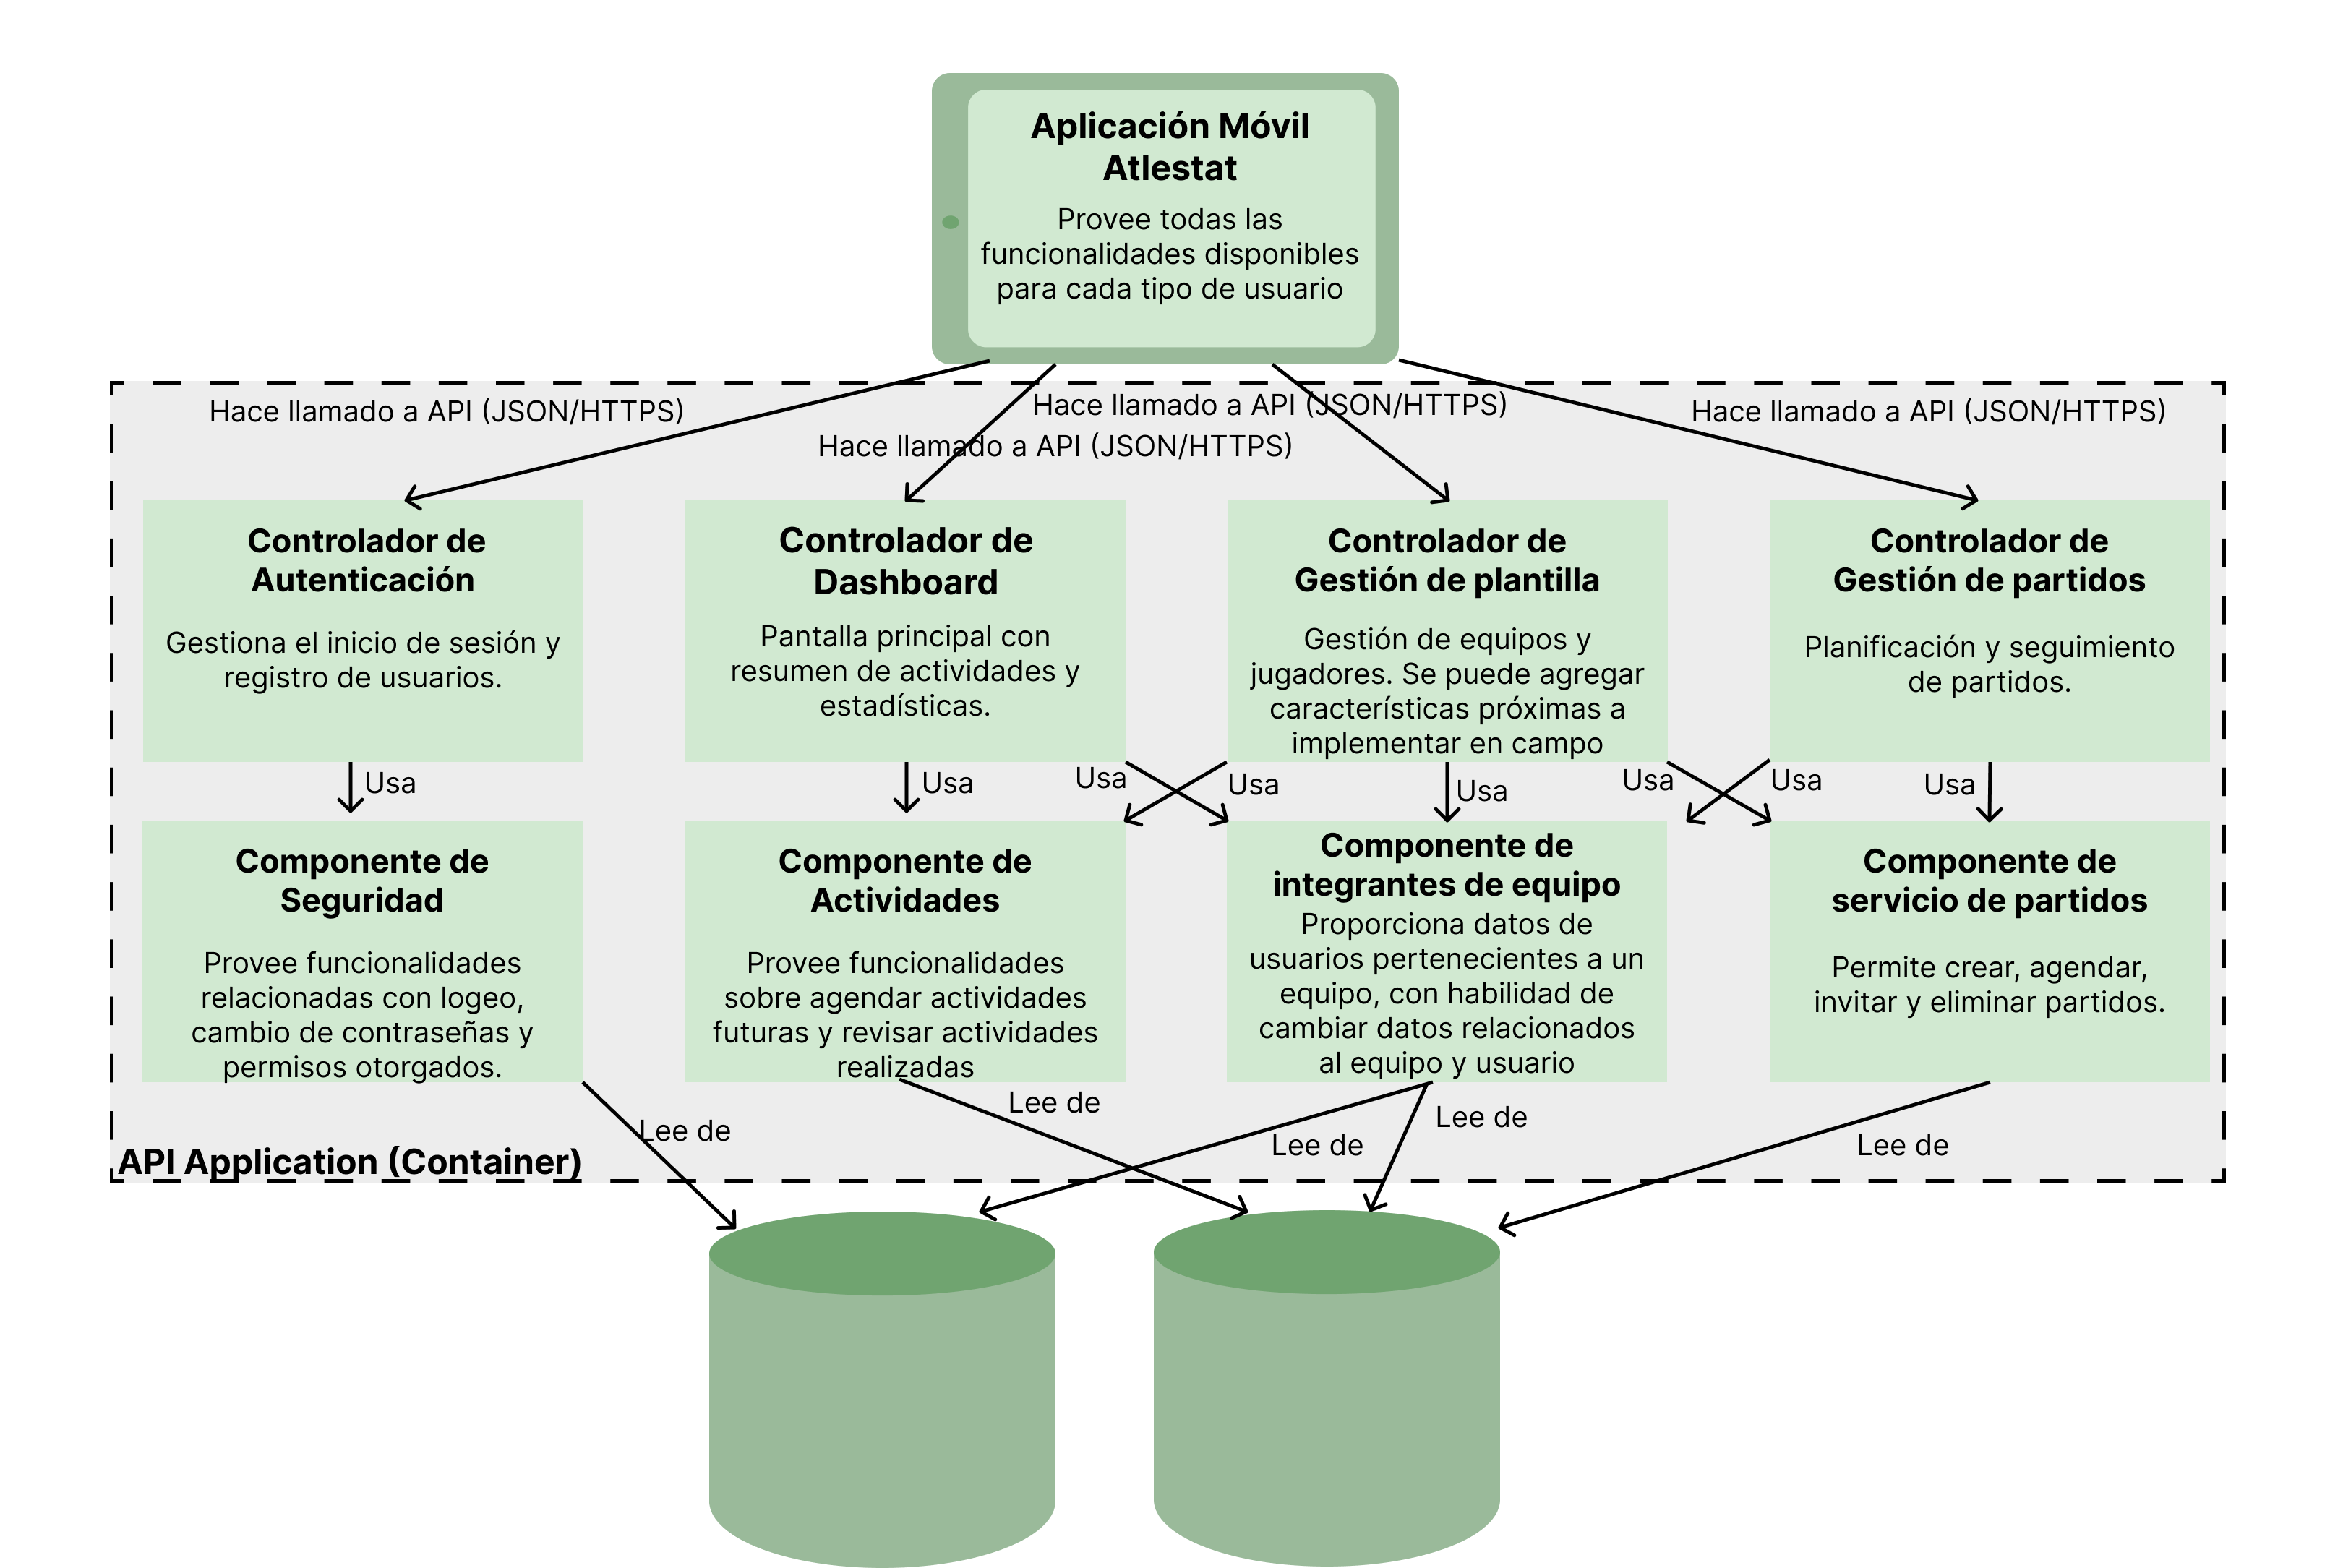 Aplicación Móvil
Atlestat
Provee todas las
funcionalidades disponibles
para cada tipo de usuario
Hace llamado a API (JSON/HTTPS)
Hace llamado a API (JSON/HTTPS)
Hace llamado a API (JSON/HTTPS)
Hace llamado a API (JSON/HTTPS)
Controlador de
Autenticación
Gestiona el inicio de sesión y
registro de usuarios.
Controlador de
Dashboard
Pantalla principal con
resumen de actividades y
estadísticas.
Controlador de
Gestión de plantilla
Gestión de equipos y
jugadores. Se puede agregar
características próximas a
implementar en campo
Controlador de
Gestión de partidos
Planificación y seguimiento
de partidos.
Usa
Usa
Usa
Usa
Usa
Usa
Usa
Usa
Componente de
Seguridad
Provee funcionalidades
relacionadas con logeo,
cambio de contraseñas y
permisos otorgados.
Componente de
Actividades
Provee funcionalidades
sobre agendar actividades
futuras y revisar actividades
realizadas
Componente de
integrantes de equipo
Proporciona datos de
usuarios pertenecientes a un
equipo, con habilidad de
cambiar datos relacionados
al equipo y usuario
Componente de
servicio de partidos
Permite crear, agendar,
invitar y eliminar partidos.
Lee de
Lee de
Lee de
Lee de
Lee de
API Application (Container)